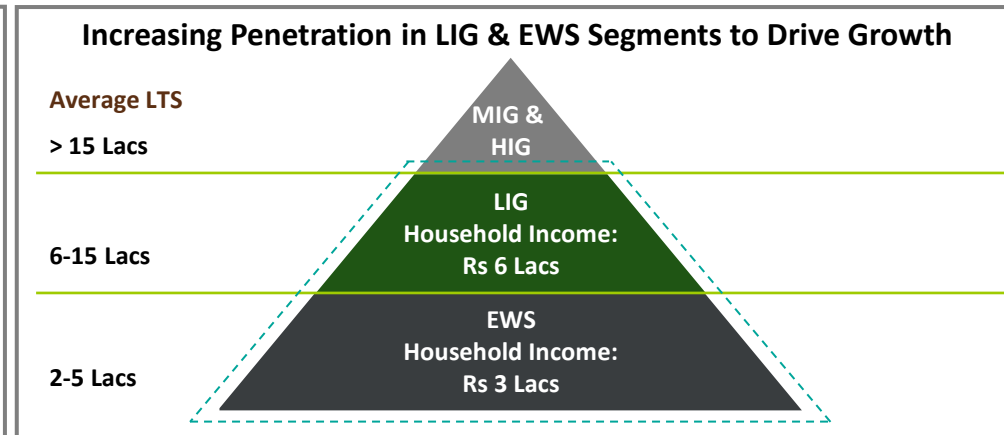 Increasing Penetration in LIG & EWS Segments to Drive Growth
Average LTS
> 15 Lacs
MIG &
HIG
6-15 Lacs
LIG
Household Income:
Rs 6 Lacs
2-5 Lacs
EWS
Household Income:
Rs 3 Lacs